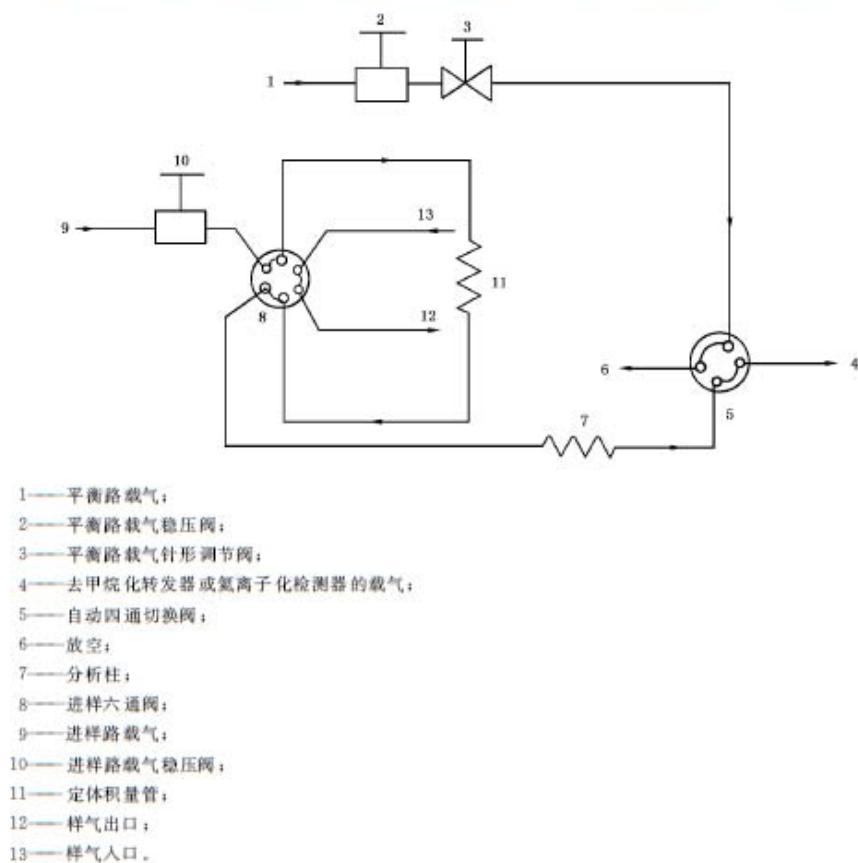 2
3
1
10
13
9
11
8
12
6
4
5
7
1——平衡路载气；
2——平衡路载气稳压阀；
3——平衡路载气针形调节阀；
4——去甲烷化转发器或氦离子化检测器的载气；
5——自动四通切换阀；
6——放空；
7——分析柱；
8——进样六通阀；
9——进样路载气；
10——进样路载气稳压阀；
11——定体积量管；
12——样气出口；
13——样气入口。